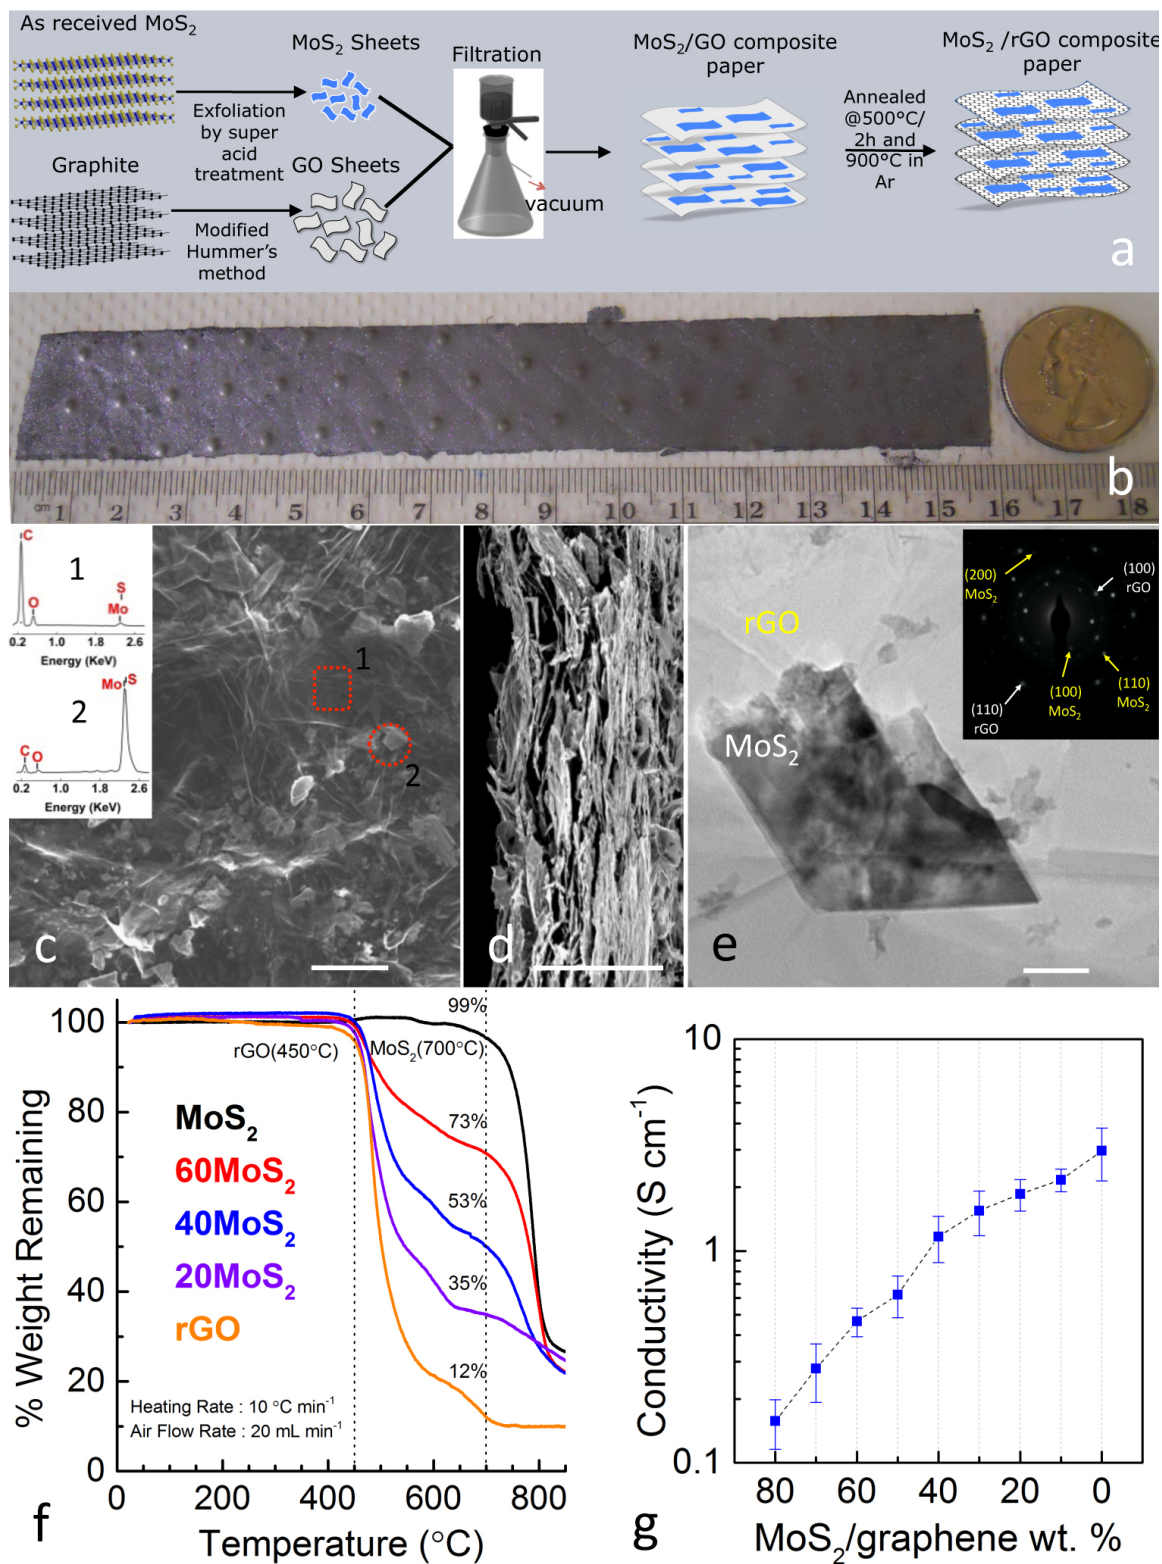 As received MoS2
MoS2 Sheets
Filtration
MoS2/GO composite
paper
MoS2 /rGO composite
paper
Exfoliation
by super
acid
treatment
Annealed
@500°C/
2h and
900°C in
Ar
Graphite
GO Sheets
vacuum
Modified
Hummer's
method
a
b
cm 1 2 3 4 5 6 7 8 9 10 11 12 13 14 15 16 17 18
C
1
S
O
Mo
0.2 1.0 1.8 2.6
Energy (KeV)
Mo S
2
C O
0.2 1.0 1.8 2.6
Energy (KeV)
1
2
c
d
rGO
MoS2
e
(200)
MoS2
(100)
rGO
(110)
rGO
(100)
MoS2
(110)
MoS2
% Weight Remaining
100
80
60
40
20
0
99%
rGO(450°C)
MoS2(700°C)
MoS2
73%
60MoS2
53%
40MoS2
35%
20MoS2
12%
rGO
Heating Rate : 10 °C min-1
Air Flow Rate : 20 mL min-1
0 200 400 600 800
Temperature (°C)
f
Conductivity (S cm-1)
10
1
0.1
80 60 40 20 0
MoS2/graphene wt. %
g